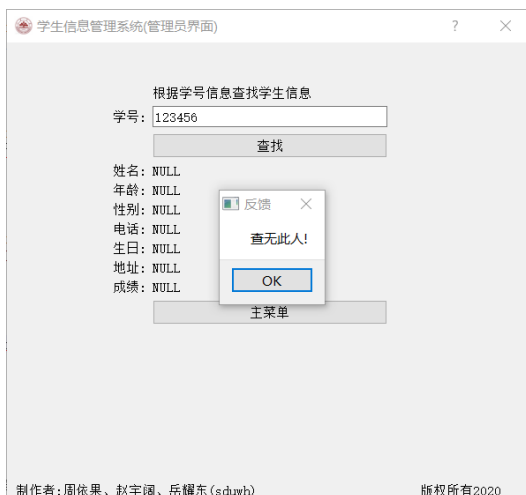 学生信息管理系统(管理员界面)
根据学号信息查找学生信息
学号: 123456
查找
姓名: NULL
年龄: NULL
性别: NULL
电话: NULL
生日: NULL
地址: NULL
成绩: NULL
反馈
查无此人!
OK
主菜单
制作者:周依果、赵宇阔、岳耀东(sduwh)
版权所有2020